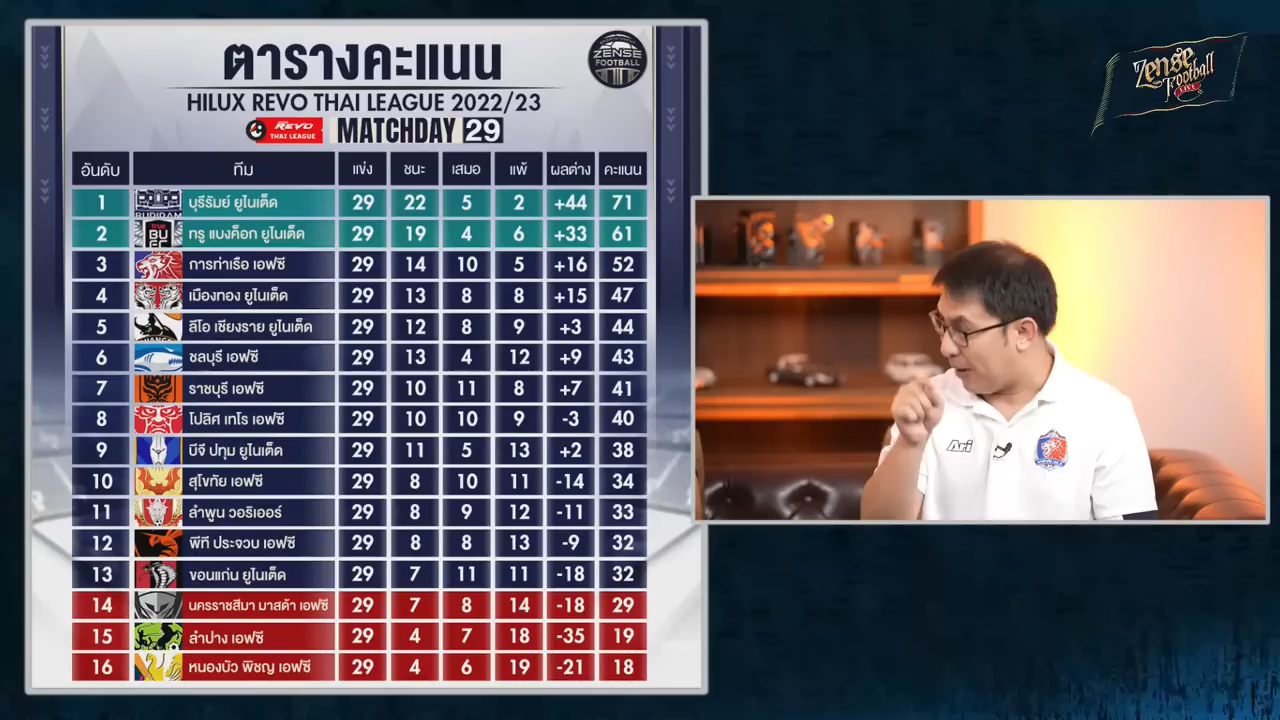 ตารางคะแนน
ZENSE
FOOTBALL
HILUX REVO THAI LEAGUE 2022/23
REVO
THAI LEAGUE
MATCHDAY 29
อันดับ ทีม แข่ง ชนะ เสมอ แพ้ ผลต่าง คะแนน
1 บุรีรัมย์ ยูไนเต็ด 29 22 5 2 +44 71
2 ทรู แบงค็อก ยูไนเต็ด 29 19 4 6 +33 61
3 การท่าเรือ เอฟซี 29 14 10 5 +16 52
4 เมืองทอง ยูไนเต็ด 29 13 8 8 +15 47
5 ลีโอ เชียงราย ยูไนเต็ด 29 12 8 9 +3 44
6 ชลบุรี เอฟซี 29 13 4 12 +9 43
7 ราชบุรี เอฟซี 29 10 11 8 +7 41
8 โปลิศ เทโร เอฟซี 29 10 10 9 -3 40
9 บีจี ปทุม ยูไนเต็ด 29 11 5 13 +2 38
10 สุโขทัย เอฟซี 29 8 10 11 -14 34
11 ลำพูน วอริเออร์ 29 8 9 12 -11 33
12 พีที ประจวบ เอฟซี 29 8 8 13 -9 32
13 ขอนแก่น ยูไนเต็ด 29 7 11 11 -18 32
14 นครราชสีมา มาสด้า เอฟซี 29 7 8 14 -18 29
15 ลำปาง เอฟซี 29 4 7 18 -35 19
16 หนองบัว พิชญ เอฟซี 29 4 6 19 -21 18
Zense
Football
LIVE
Ari